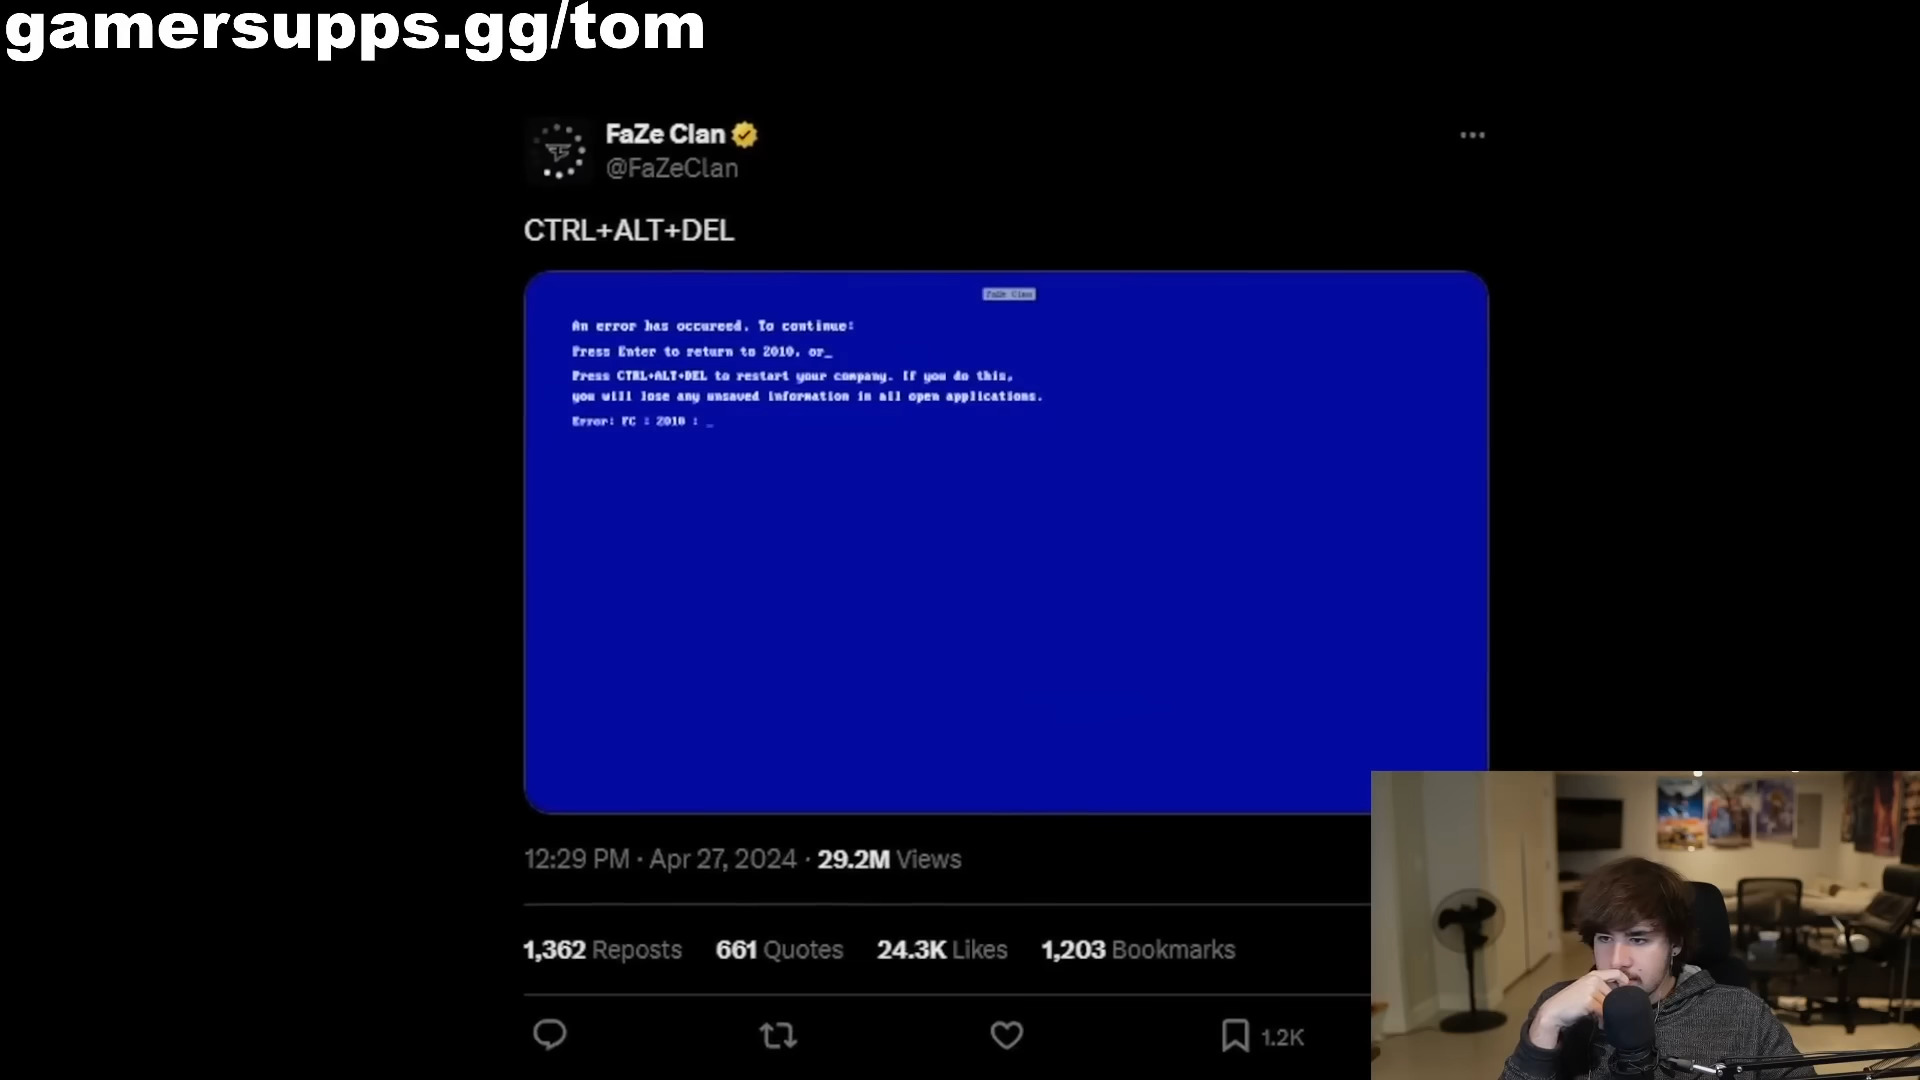 gamersupps.gg/tom
FaZe Clan
@FaZeClan
CTRL+ALT+DEL
FaZe Clan
An error has occureed. To continue:
Press Enter to return to 2010, or_
Press CTRL+ALT+DEL to restart your company. If you do this,
you will lose any unsaved information in all open applications.
Error: FC : 2010 : _
12:29 PM · Apr 27, 2024 · 29.2M Views
1,362 Reposts 661 Quotes 24.3K Likes 1,203 Bookmarks
1.2K